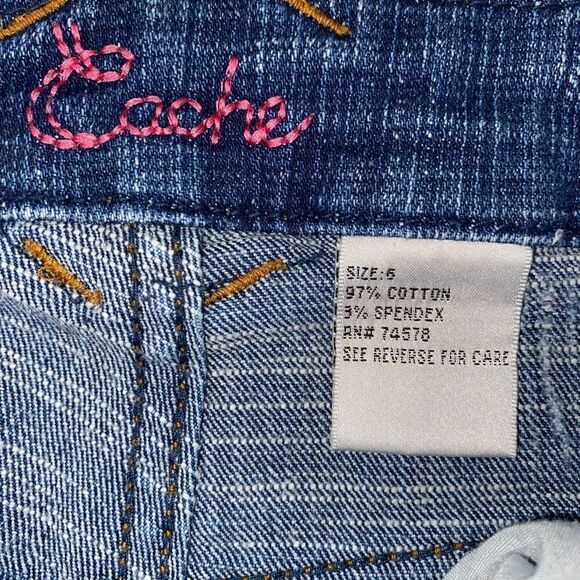 Cache
SIZE:6
97% COTTON
3% SPENDEX
RN# 74578
SEE REVERSE FOR CARE